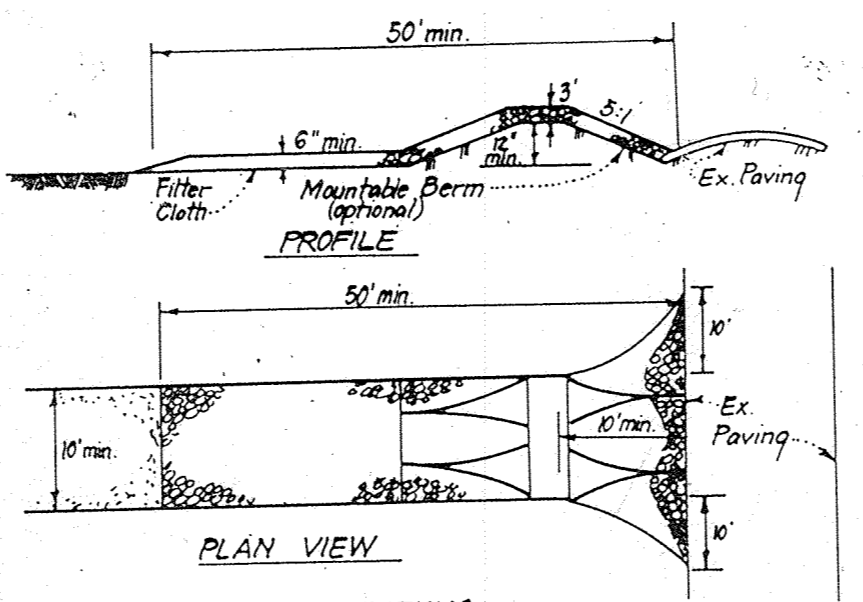 50' min.
3'
5:1
6" min.
12"
min.
Filter
Cloth
Mountable Berm
(optional)
Ex. Paving
PROFILE
50' min.
10'
10' min.
10' min.
Ex.
Paving
10'
PLAN VIEW